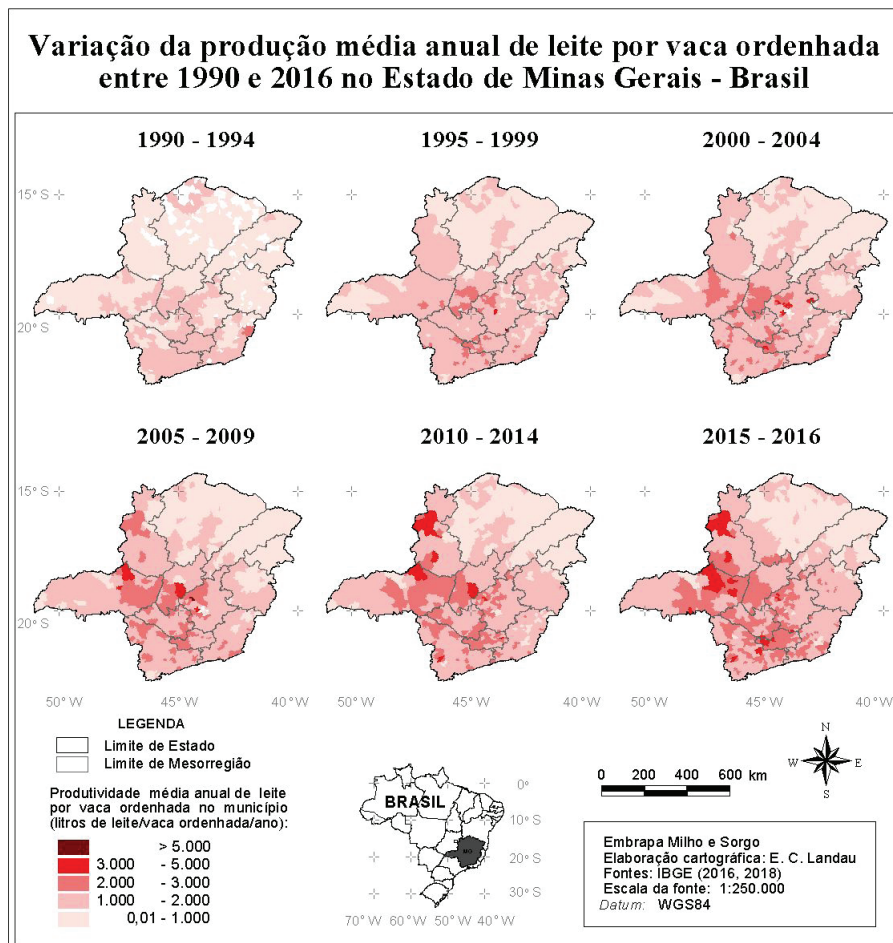 Variação da produção média anual de leite por vaca ordenhada
entre 1990 e 2016 no Estado de Minas Gerais - Brasil
1990 - 1994
1995 - 1999
2000 - 2004
15° S
20° S
2005 - 2009
2010 - 2014
2015 - 2016
15° S
20° S
50° W
45° W
40° W
50° W
45° W
40° W
50° W
45° W
40° W
LEGENDA
Limite de Estado
Limite de Mesorregião
Produtividade média anual de leite
por vaca ordenhada no município
(litros de leite/vaca ordenhada/ano):
> 5.000
3.000 - 5.000
2.000 - 3.000
1.000 - 2.000
0,01 - 1.000
BRASIL
MG
0°
10° S
20° S
30° S
70° W 60° W 50° W 40° W
N
W E
S
0 200 400 600 km
Embrapa Milho e Sorgo
Elaboração cartográfica: E. C. Landau
Fontes: IBGE (2016, 2018)
Escala da fonte: 1:250.000
Datum: WGS84